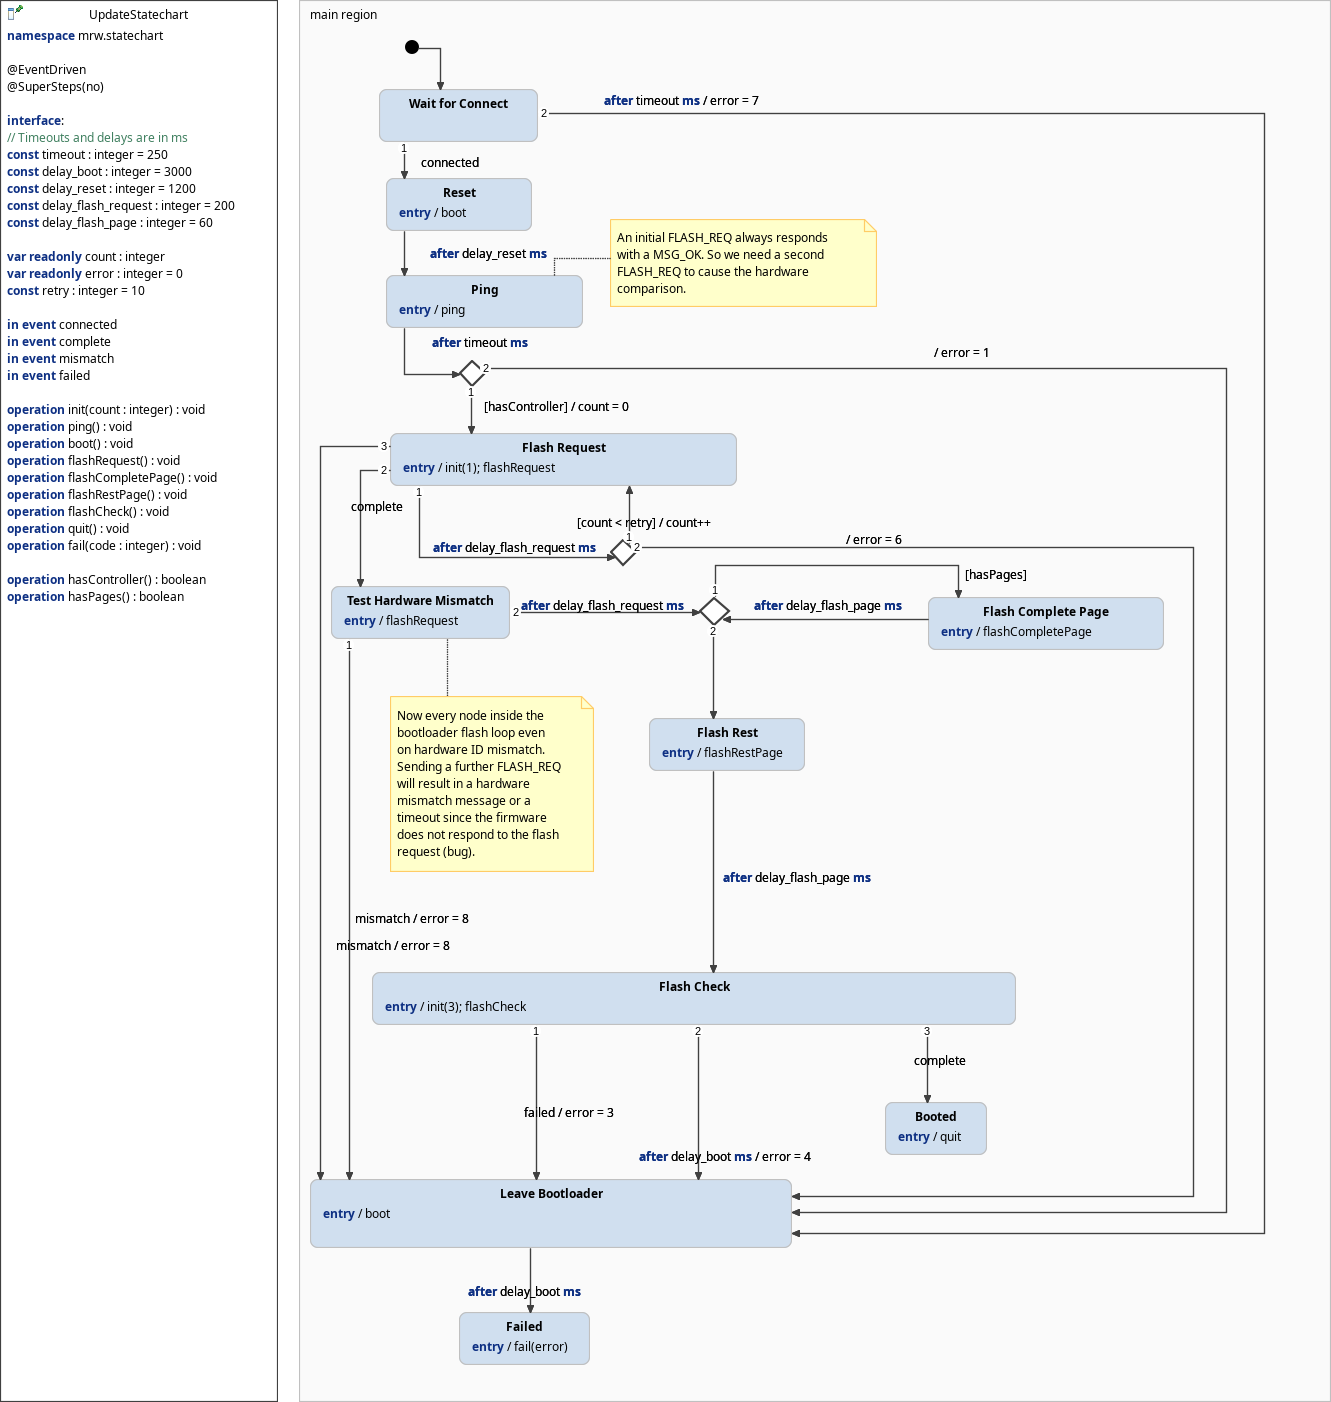 UpdateStatechart
namespace mrw.statechart
@EventDriven
@SuperSteps(no)
interface:
// Timeouts and delays are in ms
const timeout : integer = 250
const delay_boot : integer = 3000
const delay_reset : integer = 1200
const delay_flash_request : integer = 200
const delay_flash_page : integer = 60
var readonly count : integer
var readonly error : integer = 0
const retry : integer = 10
in event connected
in event complete
in event mismatch
in event failed
operation init(count : integer) : void
operation ping() : void
operation boot() : void
operation flashRequest() : void
operation flashCompletePage() : void
operation flashRestPage() : void
operation flashCheck() : void
operation quit() : void
operation fail(code : integer) : void
operation hasController() : boolean
operation hasPages() : boolean
main region
Wait for Connect
2
after timeout ms / error = 7
1
connected
Reset
entry / boot
after delay_reset ms
An initial FLASH_REQ always responds
with a MSG_OK. So we need a second
FLASH_REQ to cause the hardware
comparison.
Ping
entry / ping
after timeout ms
2
/ error = 1
1
[hasController] / count = 0
Flash Request
entry / init(1); flashRequest
3
2
1
complete
[count < retry] / count++
1
2
after delay_flash_request ms
/ error = 6
[hasPages]
Test Hardware Mismatch
entry / flashRequest
2
after delay_flash_request ms
1
2
after delay_flash_page ms
Flash Complete Page
entry / flashCompletePage
1
Now every node inside the
bootloader flash loop even
on hardware ID mismatch.
Sending a further FLASH_REQ
will result in a hardware
mismatch message or a
timeout since the firmware
does not respond to the flash
request (bug).
Flash Rest
entry / flashRestPage
after delay_flash_page ms
mismatch / error = 8
mismatch / error = 8
Flash Check
entry / init(3); flashCheck
1
2
3
complete
failed / error = 3
Booted
entry / quit
after delay_boot ms / error = 4
Leave Bootloader
entry / boot
after delay_boot ms
Failed
entry / fail(error)